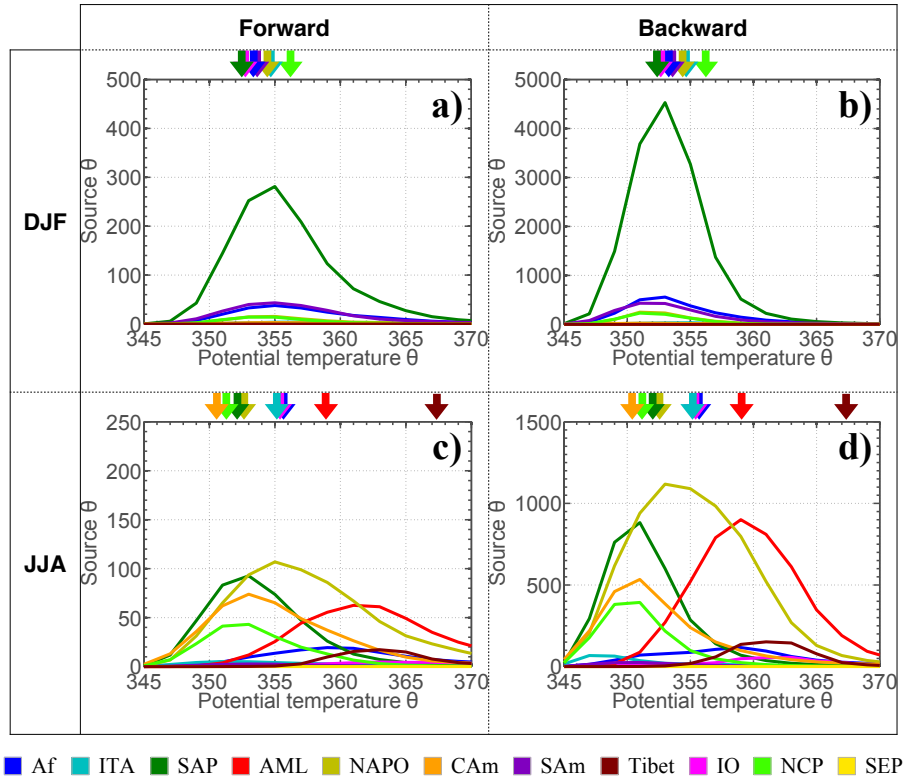 Forward
Backward
DJF
a)
500
400
300
200
100
0
Source θ
345 350 355 360 365 370
Potential temperature θ
b)
5000
4000
3000
2000
1000
0
Source θ
345 350 355 360 365 370
Potential temperature θ
JJA
c)
250
200
150
100
50
0
Source θ
345 350 355 360 365 370
Potential temperature θ
d)
1500
1000
500
0
Source θ
345 350 355 360 365 370
Potential temperature θ
Af ITA SAP AML NAPO CAm SAm Tibet IO NCP SEP